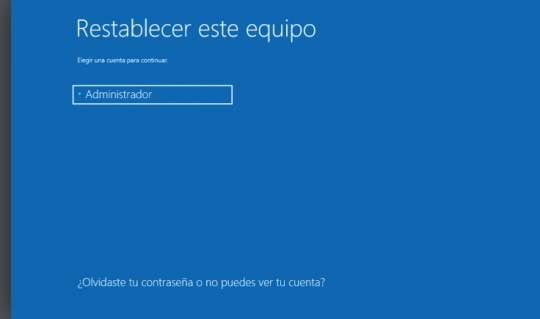 Restablecer este equipo
Elegir una cuenta para continuar.
Administrador
¿Olvidaste tu contraseña o no puedes ver tu cuenta?